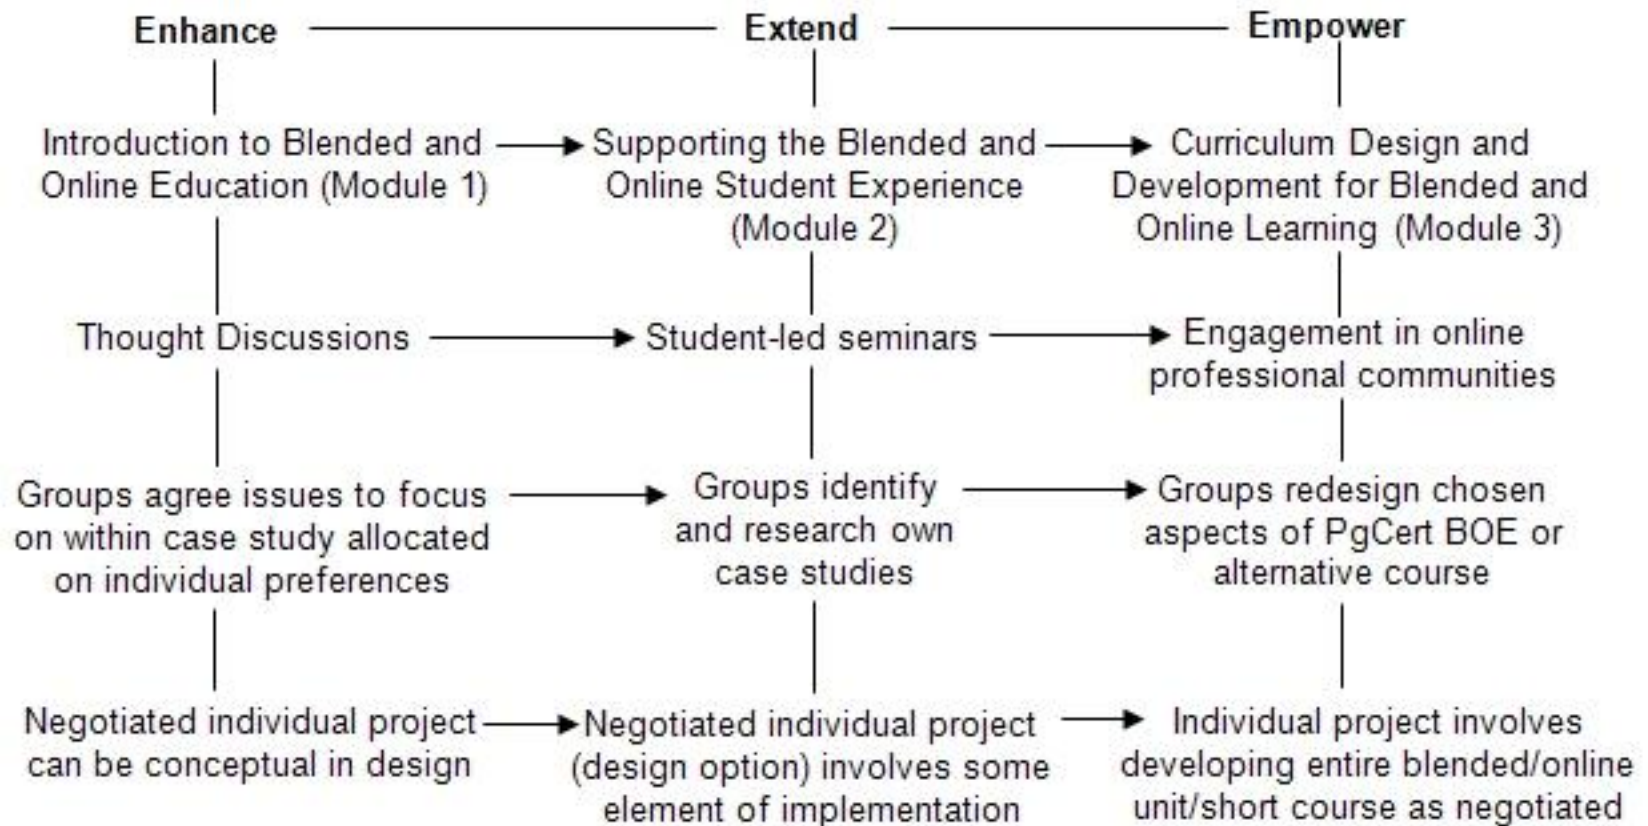 Enhance
Extend
Empower
Introduction to Blended and
Online Education (Module 1)
Supporting the Blended and
Online Student Experience
(Module 2)
Curriculum Design and
Development for Blended and
Online Learning (Module 3)
Thought Discussions
Student-led seminars
Engagement in online
professional communities
Groups agree issues to focus
on within case study allocated
on individual preferences
Groups identify
and research own
case studies
Groups redesign chosen
aspects of PgCert BOE or
alternative course
Negotiated individual project
can be conceptual in design
Negotiated individual project
(design option) involves some
element of implementation
Individual project involves
developing entire blended/online
unit/short course as negotiated